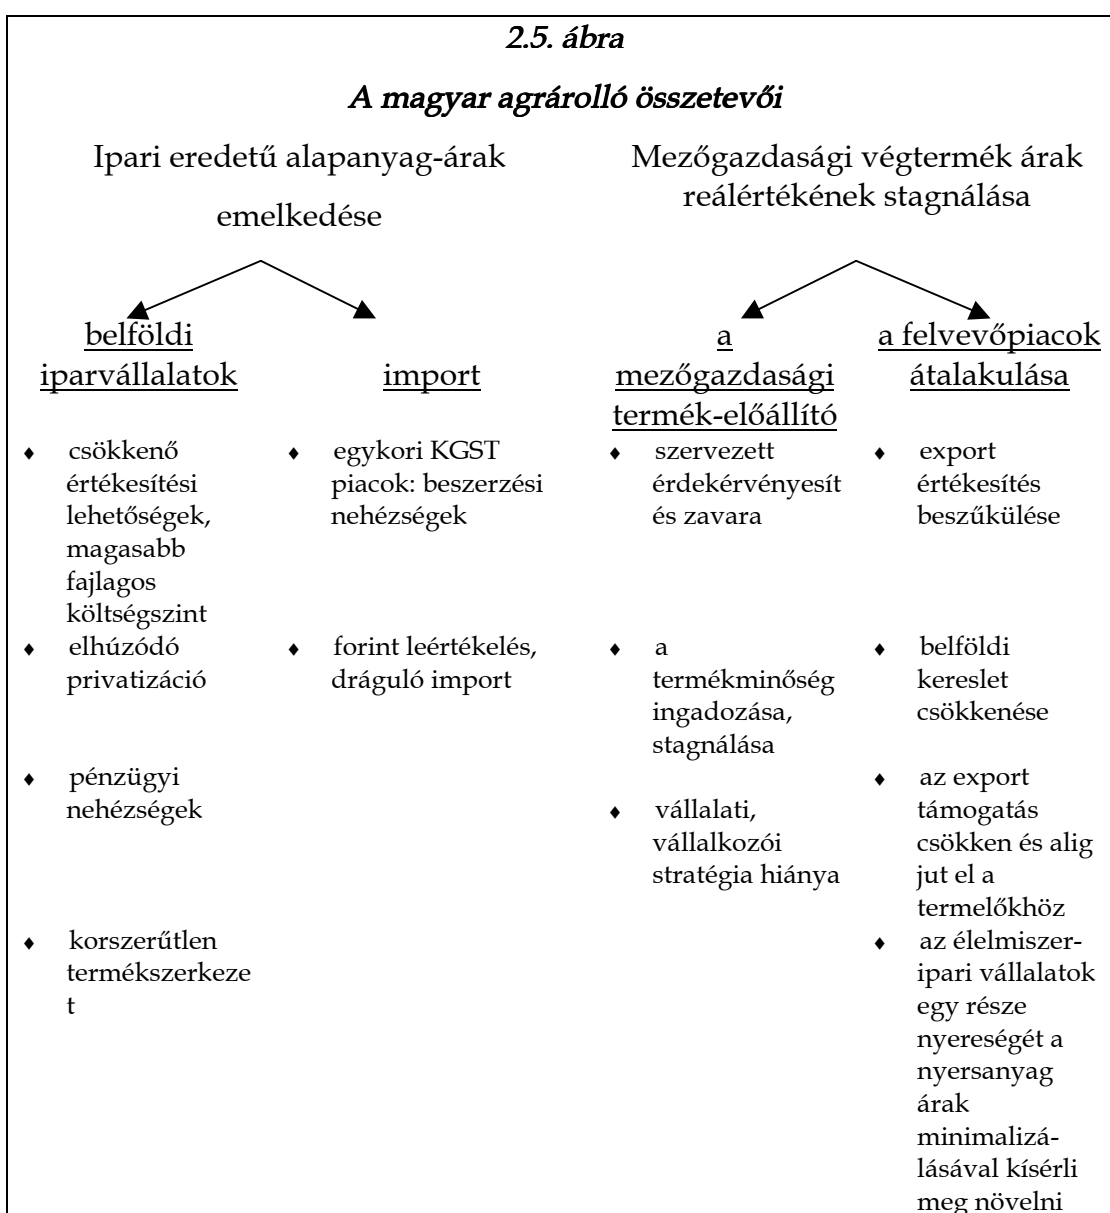 2.5. ábra
A magyar agrárolló összetevői
Ipari eredetű alapanyag-árak
emelkedése
Mezőgazdasági végtermék árak
reálértékének stagnálása
belföldi
iparvállalatok
import
a
mezőgazdasági
termék-előállító
a felvevőpiacok
átalakulása
♦ csökkenő
értékesítési
lehetőségek,
magasabb
fajlagos
költségszint
♦ egykori KGST
piacok: beszerzési
nehézségek
♦ szervezett
érdekérvényesít
és zavara
♦ export
értékesítés
beszűkülése
♦ elhúzódó
privatizáció
♦ forint leértékelés,
dráguló import
♦ a
termékminőség
ingadozása,
stagnálása
♦ belföldi
kereslet
csökkenése
♦ pénzügyi
nehézségek
♦ vállalati,
vállalkozói
stratégia hiánya
♦ az export
támogatás
csökken és alig
jut el a
termelőkhöz
♦ korszerűtlen
termékszerkeze
t
♦ az élelmiszer-
ipari vállalatok
egy része
nyereségét a
nyersanyag
árak
minimalizá-
lásával kísérli
meg növelni